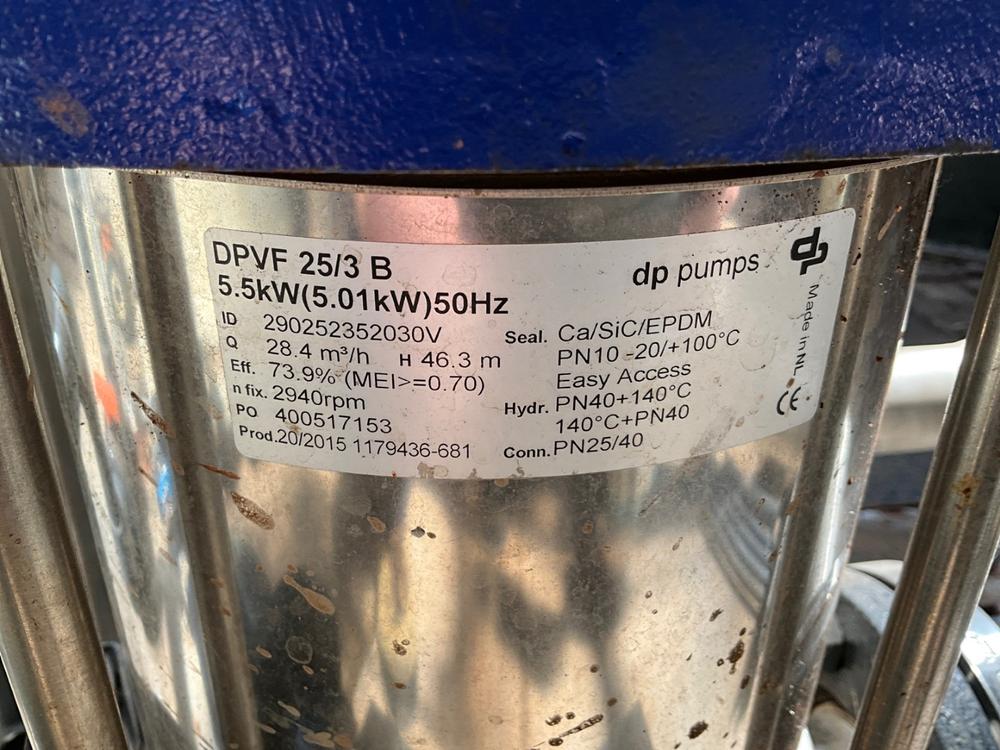 DPVF 25/3 B
5.5kW(5.01kW)50Hz
dp pumps
dp
Made in NL
ID 290252352030V
Q 28.4 m³/h H 46.3 m
Eff. 73.9% (MEI>=0.70)
n fix. 2940rpm
PO 400517153
Prod.20/2015 1179436-681
Seal. Ca/SiC/EPDM
PN10 -20/+100°C
Easy Access
Hydr. PN40+140°C
140°C+PN40
Conn. PN25/40
CE